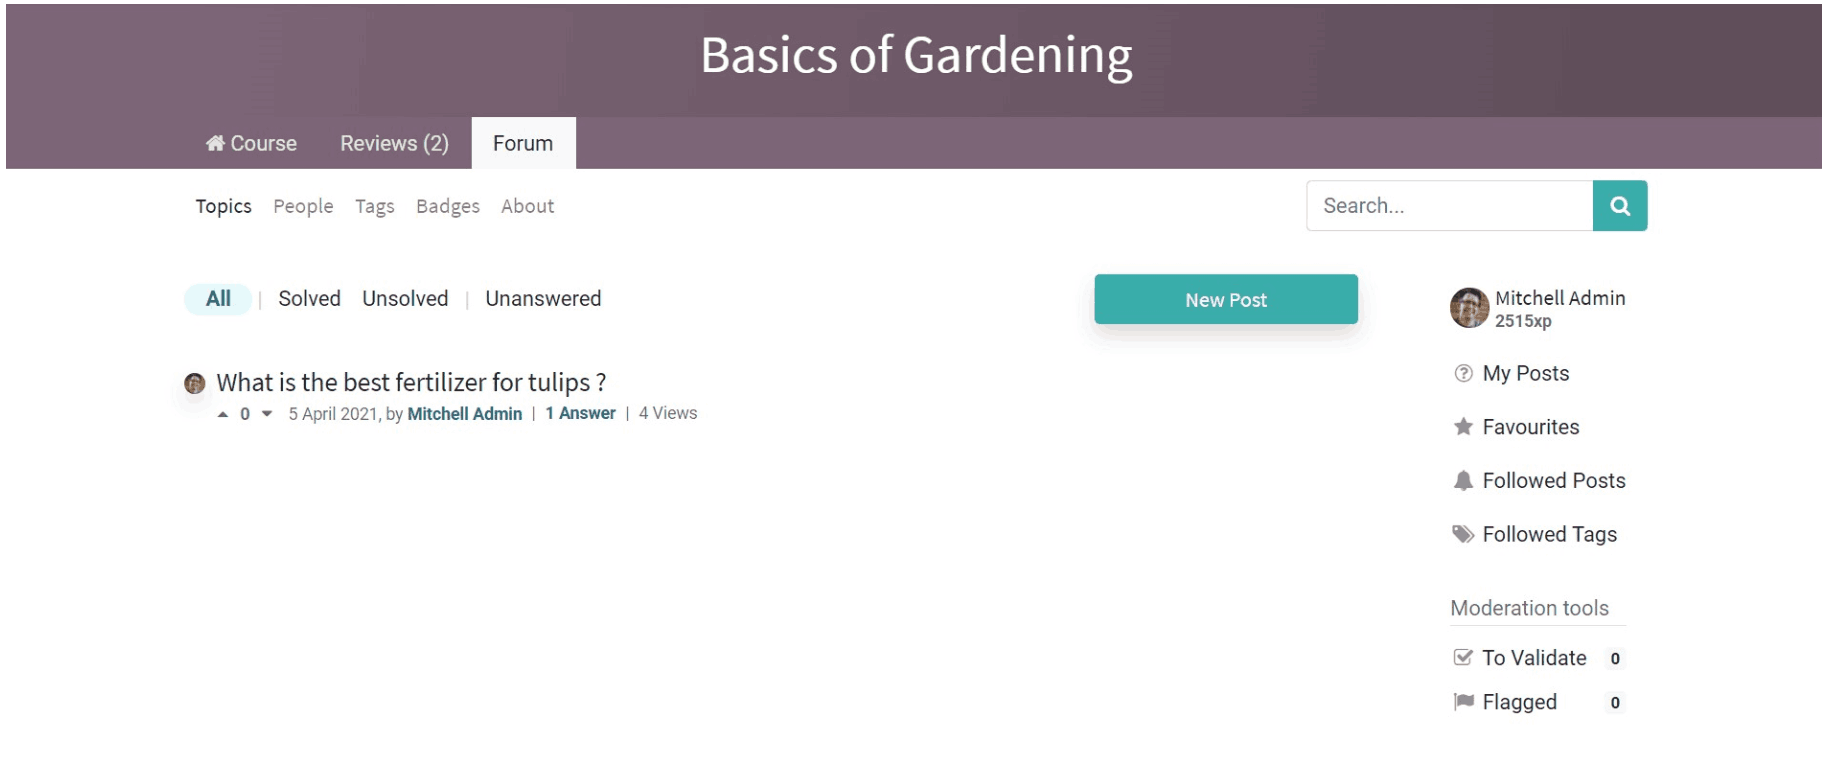 Basics of Gardening
Course Reviews (2) Forum
Topics People Tags Badges About
Search...
All | Solved Unsolved | Unanswered
New Post
Mitchell Admin
2515xp
My Posts
What is the best fertilizer for tulips ?
0 5 April 2021, by Mitchell Admin | 1 Answer | 4 Views
Favourites
Followed Posts
Followed Tags
Moderation tools
To Validate 0
Flagged 0